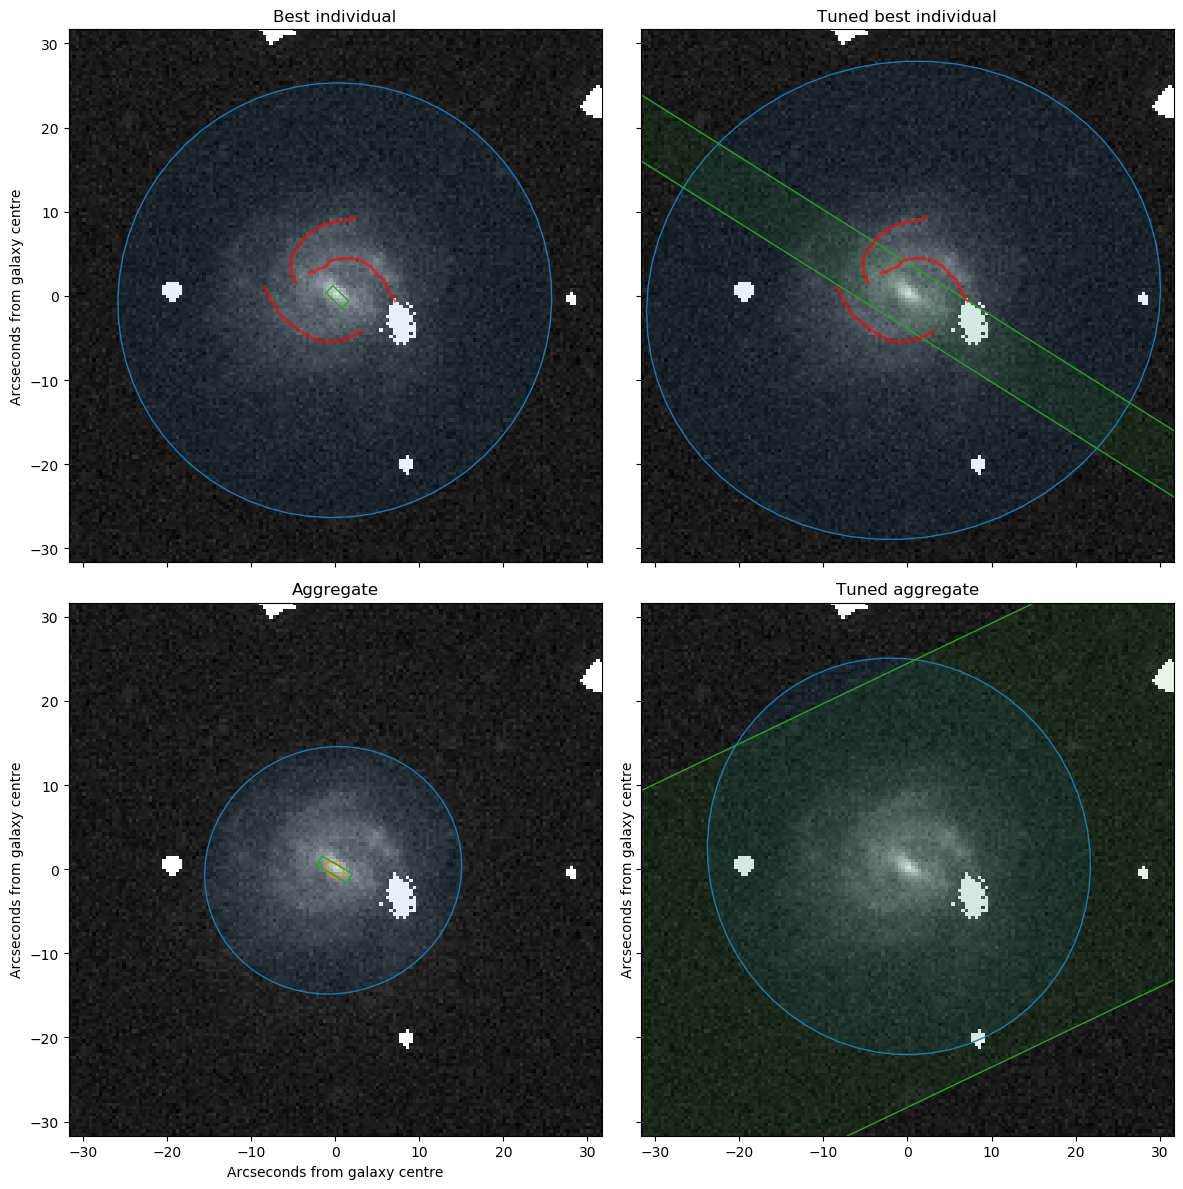 Best individual
Tuned best individual
30
20
10
0
−10
−20
−30
Arcseconds from galaxy centre
Aggregate
Tuned aggregate
30
20
10
0
−10
−20
−30
Arcseconds from galaxy centre
Arcseconds from galaxy centre
−30 −20 −10 0 10 20 30
−30 −20 −10 0 10 20 30
Arcseconds from galaxy centre